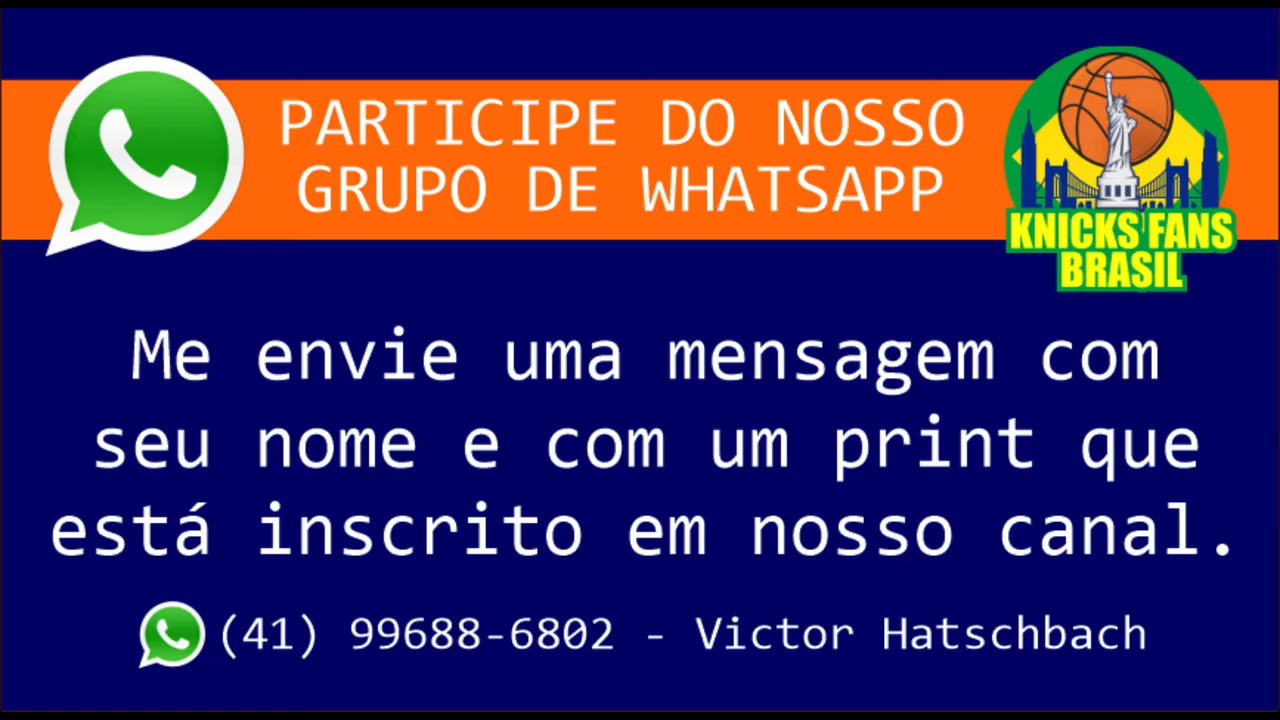 PARTICIPE DO NOSSO
GRUPO DE WHATSAPP
KNICKS FANS
BRASIL
Me envie uma mensagem com
seu nome e com um print que
está inscrito em nosso canal.
(41) 99688-6802 - Victor Hatschbach